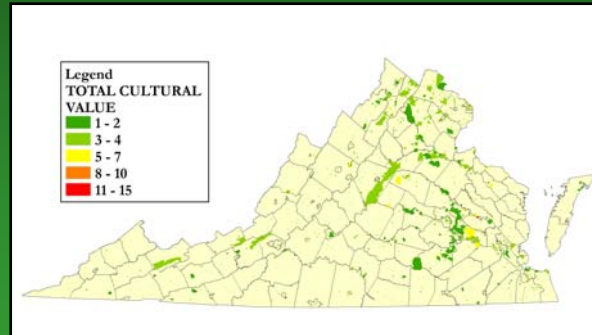 Legend
TOTAL CULTURAL
VALUE
1 - 2
3 - 4
5 - 7
8 - 10
11 - 15